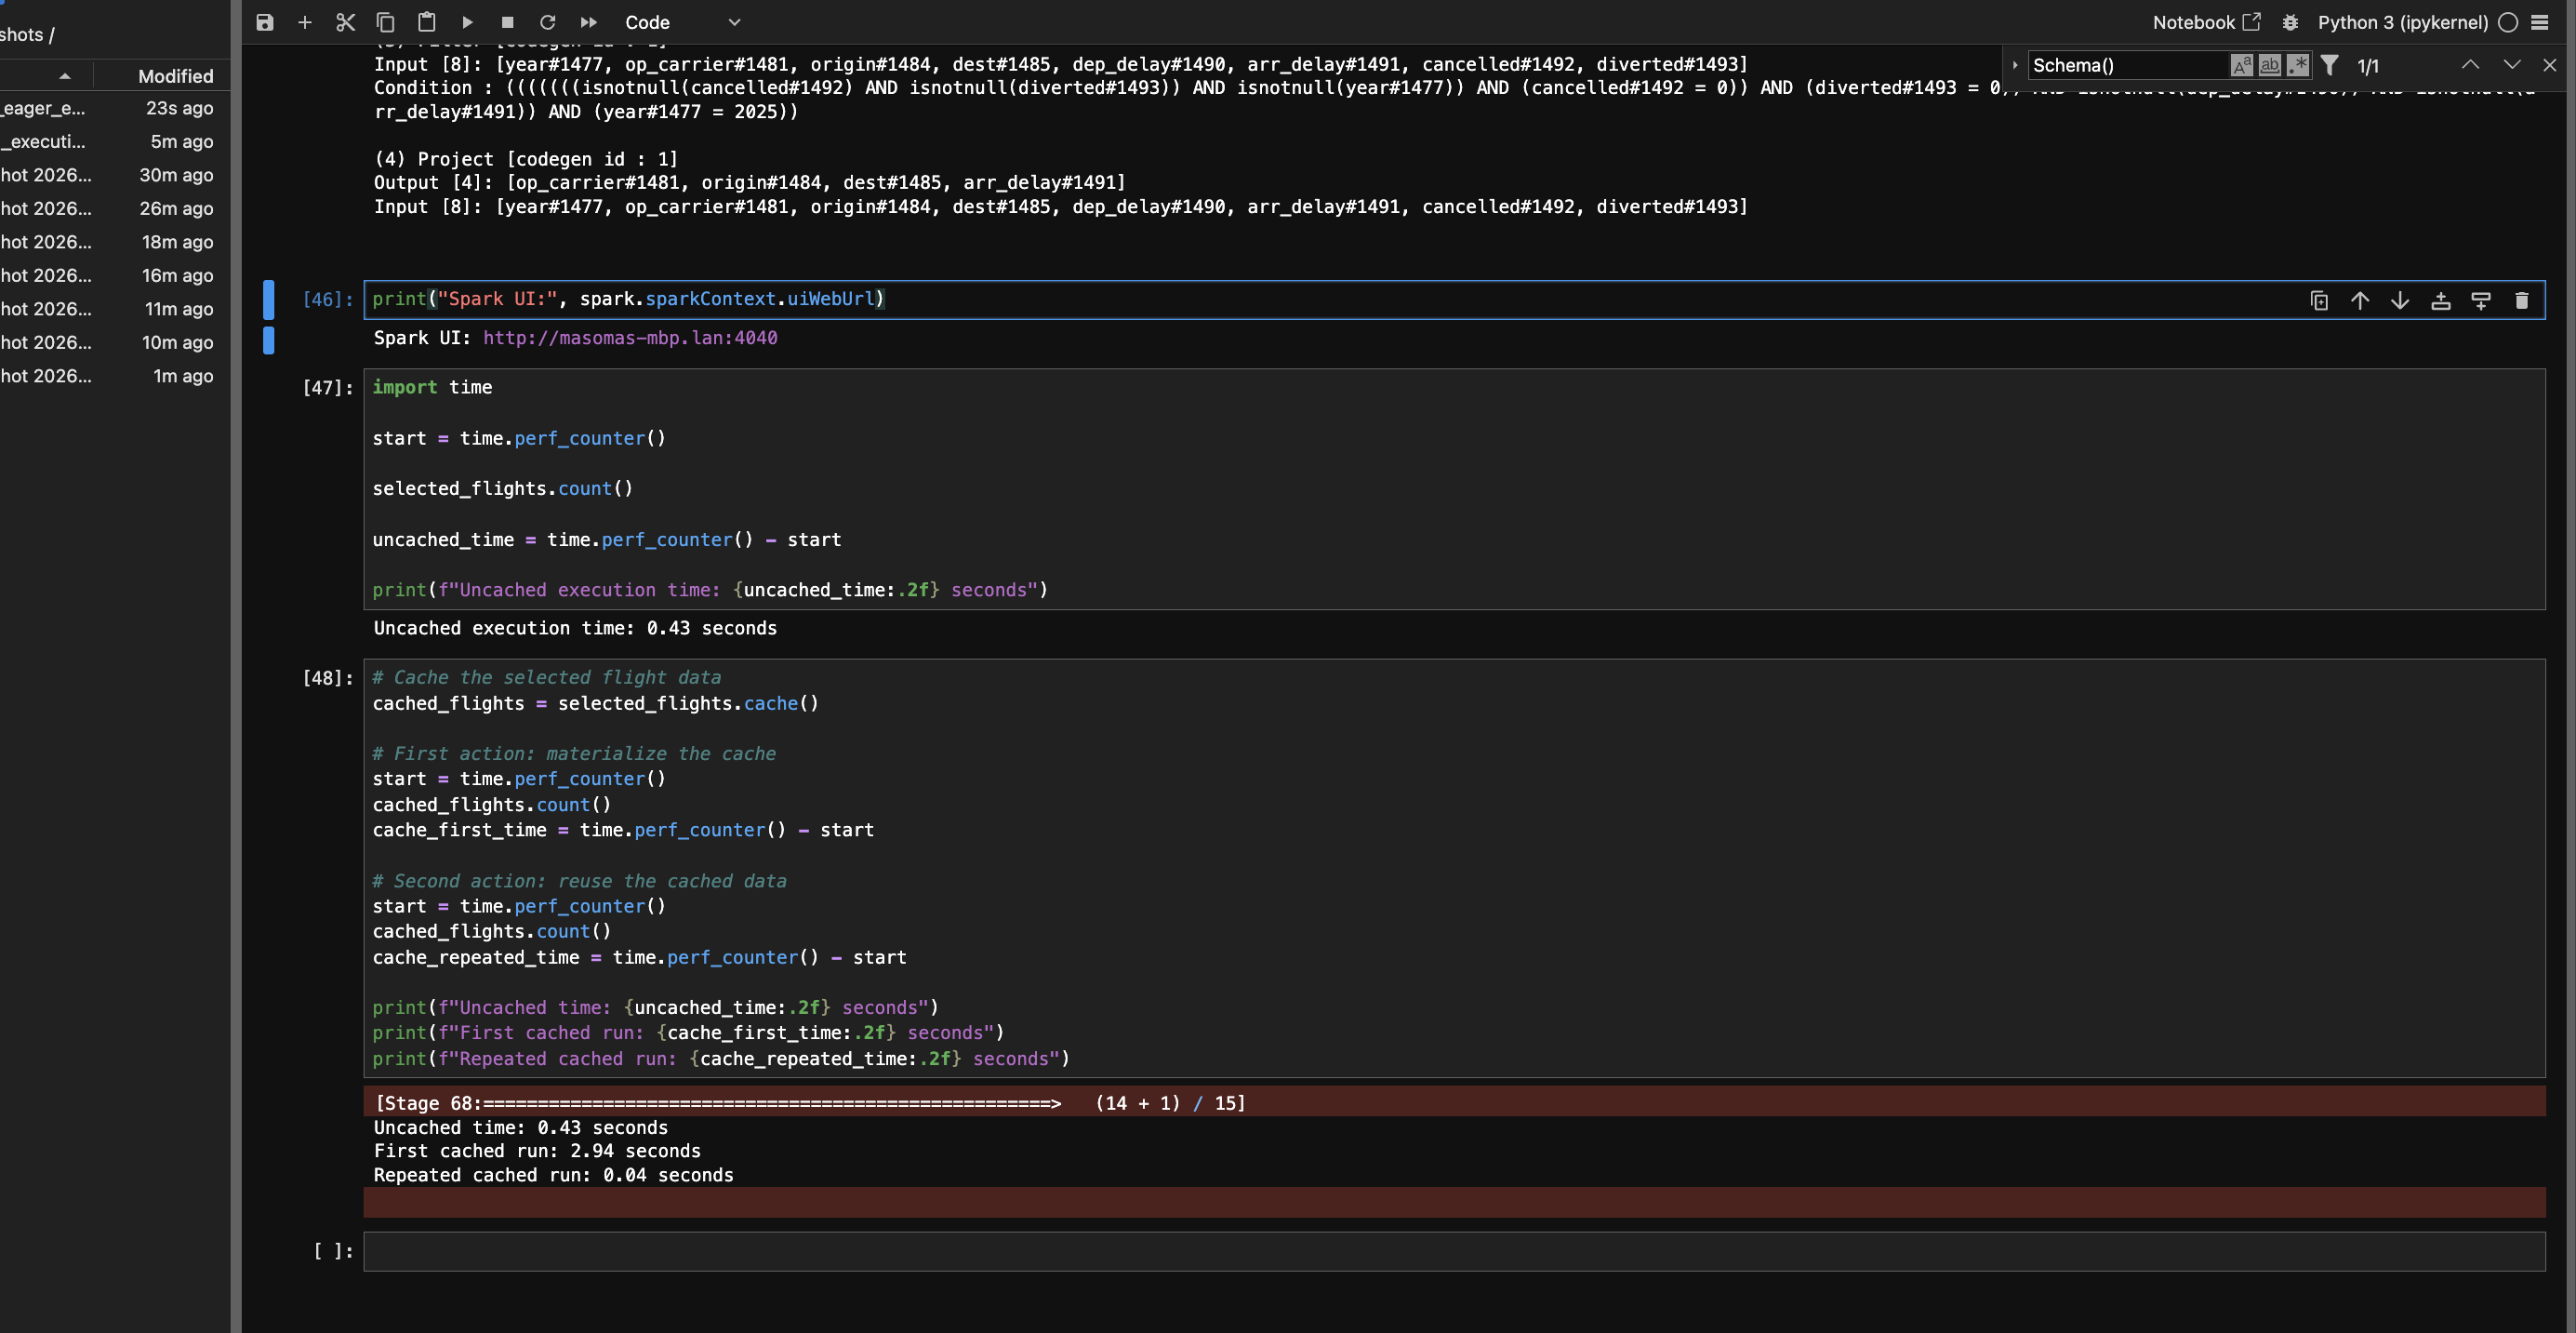 shots /
Modified
_eager_e... 23s ago
_executi... 5m ago
hot 2026... 30m ago
hot 2026... 26m ago
hot 2026... 18m ago
hot 2026... 16m ago
hot 2026... 11m ago
hot 2026... 10m ago
hot 2026... 1m ago
Code
Notebook
Python 3 (ipykernel)
Schema()
1/1
Input [8]: [year#1477, op_carrier#1481, origin#1484, dest#1485, dep_delay#1490, arr_delay#1491, cancelled#1492, diverted#1493]
Condition : (((((((isnotnull(cancelled#1492) AND isnotnull(diverted#1493)) AND isnotnull(year#1477)) AND (cancelled#1492 = 0)) AND (diverted#1493 = 0
rr_delay#1491)) AND (year#1477 = 2025))
(4) Project [codegen id : 1]
Output [4]: [op_carrier#1481, origin#1484, dest#1485, arr_delay#1491]
Input [8]: [year#1477, op_carrier#1481, origin#1484, dest#1485, dep_delay#1490, arr_delay#1491, cancelled#1492, diverted#1493]
[46]: print("Spark UI:", spark.sparkContext.uiWebUrl)
Spark UI: http://masomas-mbp.lan:4040
[47]: import time
start = time.perf_counter()
selected_flights.count()
uncached_time = time.perf_counter() - start
print(f"Uncached execution time: {uncached_time:.2f} seconds")
Uncached execution time: 0.43 seconds
[48]: # Cache the selected flight data
cached_flights = selected_flights.cache()
# First action: materialize the cache
start = time.perf_counter()
cached_flights.count()
cache_first_time = time.perf_counter() - start
# Second action: reuse the cached data
start = time.perf_counter()
cached_flights.count()
cache_repeated_time = time.perf_counter() - start
print(f"Uncached time: {uncached_time:.2f} seconds")
print(f"First cached run: {cache_first_time:.2f} seconds")
print(f"Repeated cached run: {cache_repeated_time:.2f} seconds")
[Stage 68:====================================================> (14 + 1) / 15]
Uncached time: 0.43 seconds
First cached run: 2.94 seconds
Repeated cached run: 0.04 seconds
[ ]: